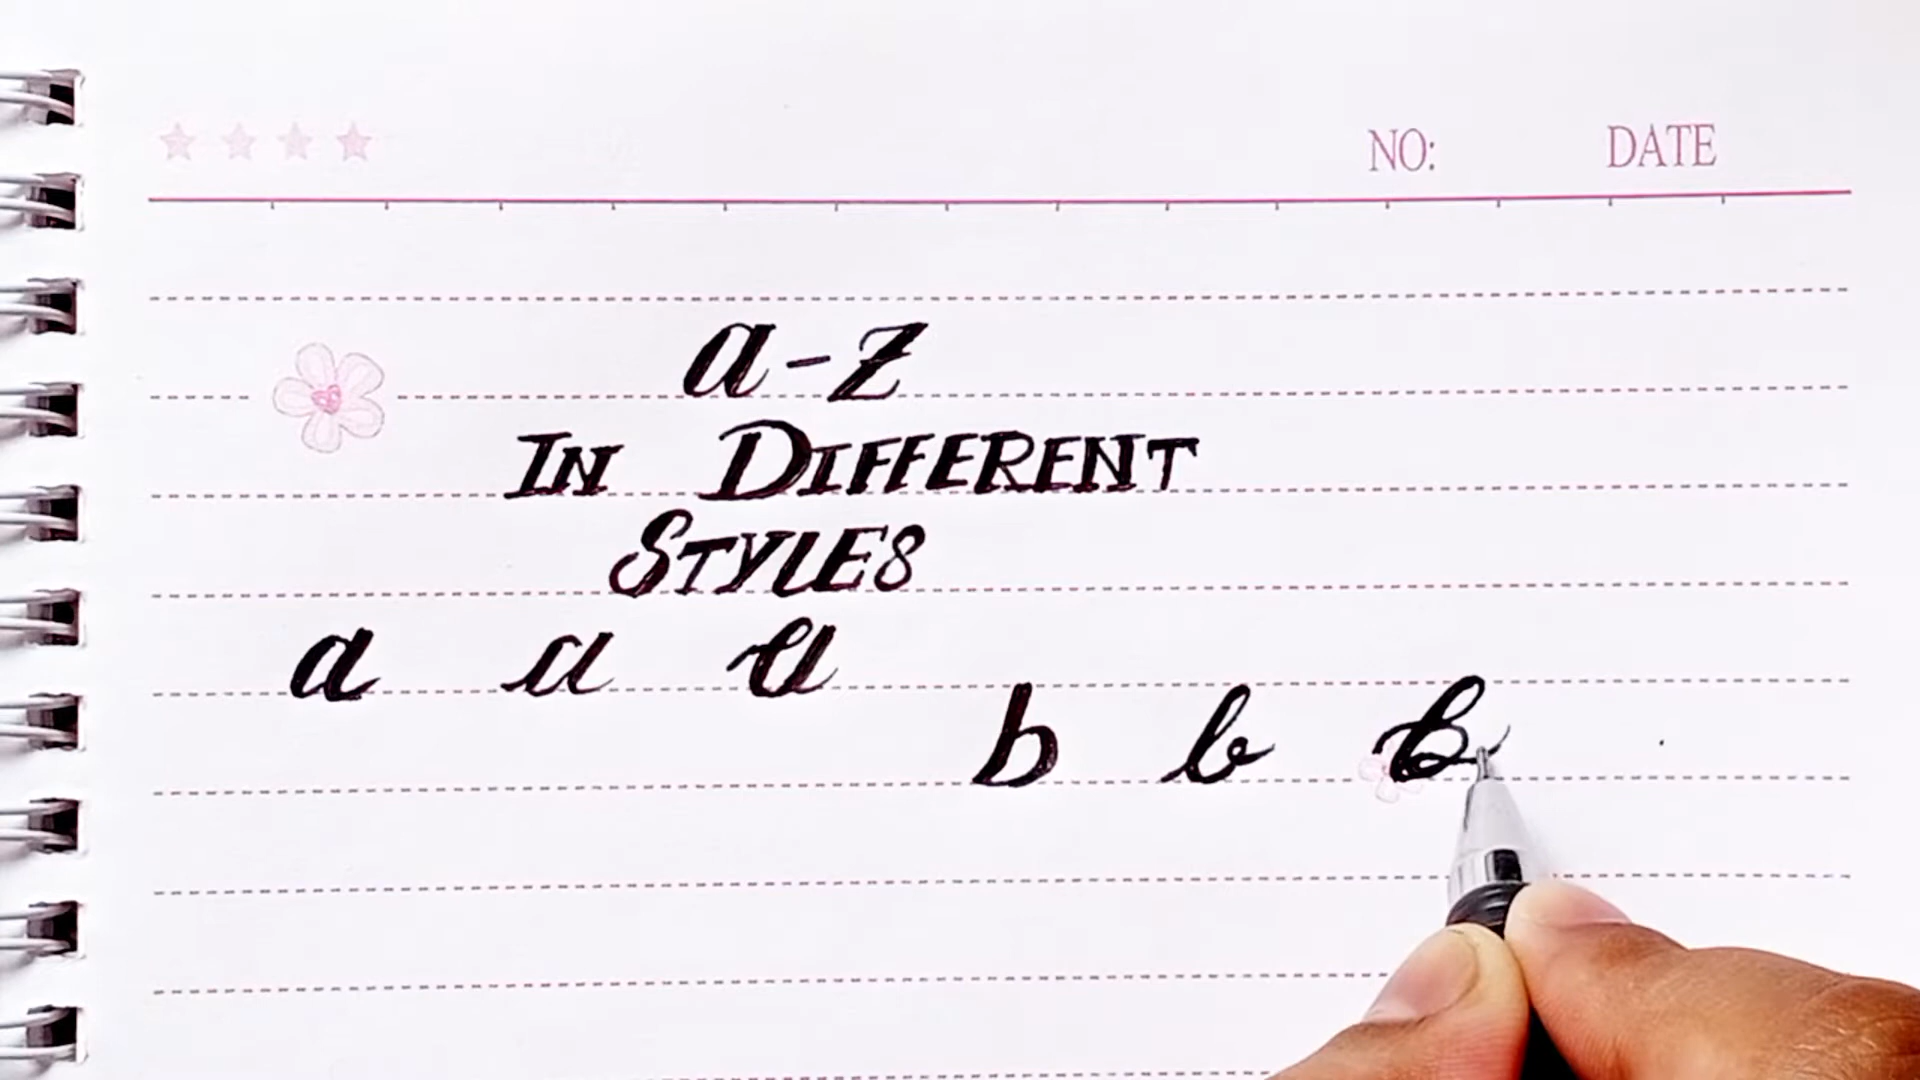 NO: DATE
a-z
IN DIFFERENT
STYLES
a a a
b b b